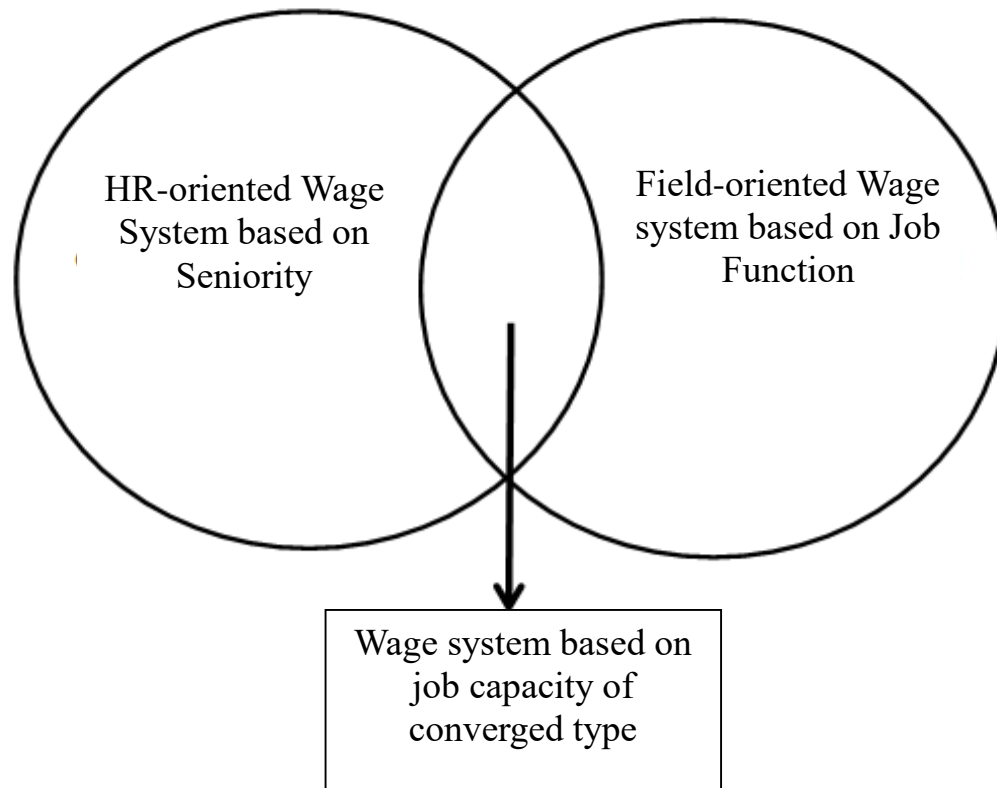 HR-oriented Wage
System based on
Seniority
Field-oriented Wage
system based on Job
Function
Wage system based on
job capacity of
converged type